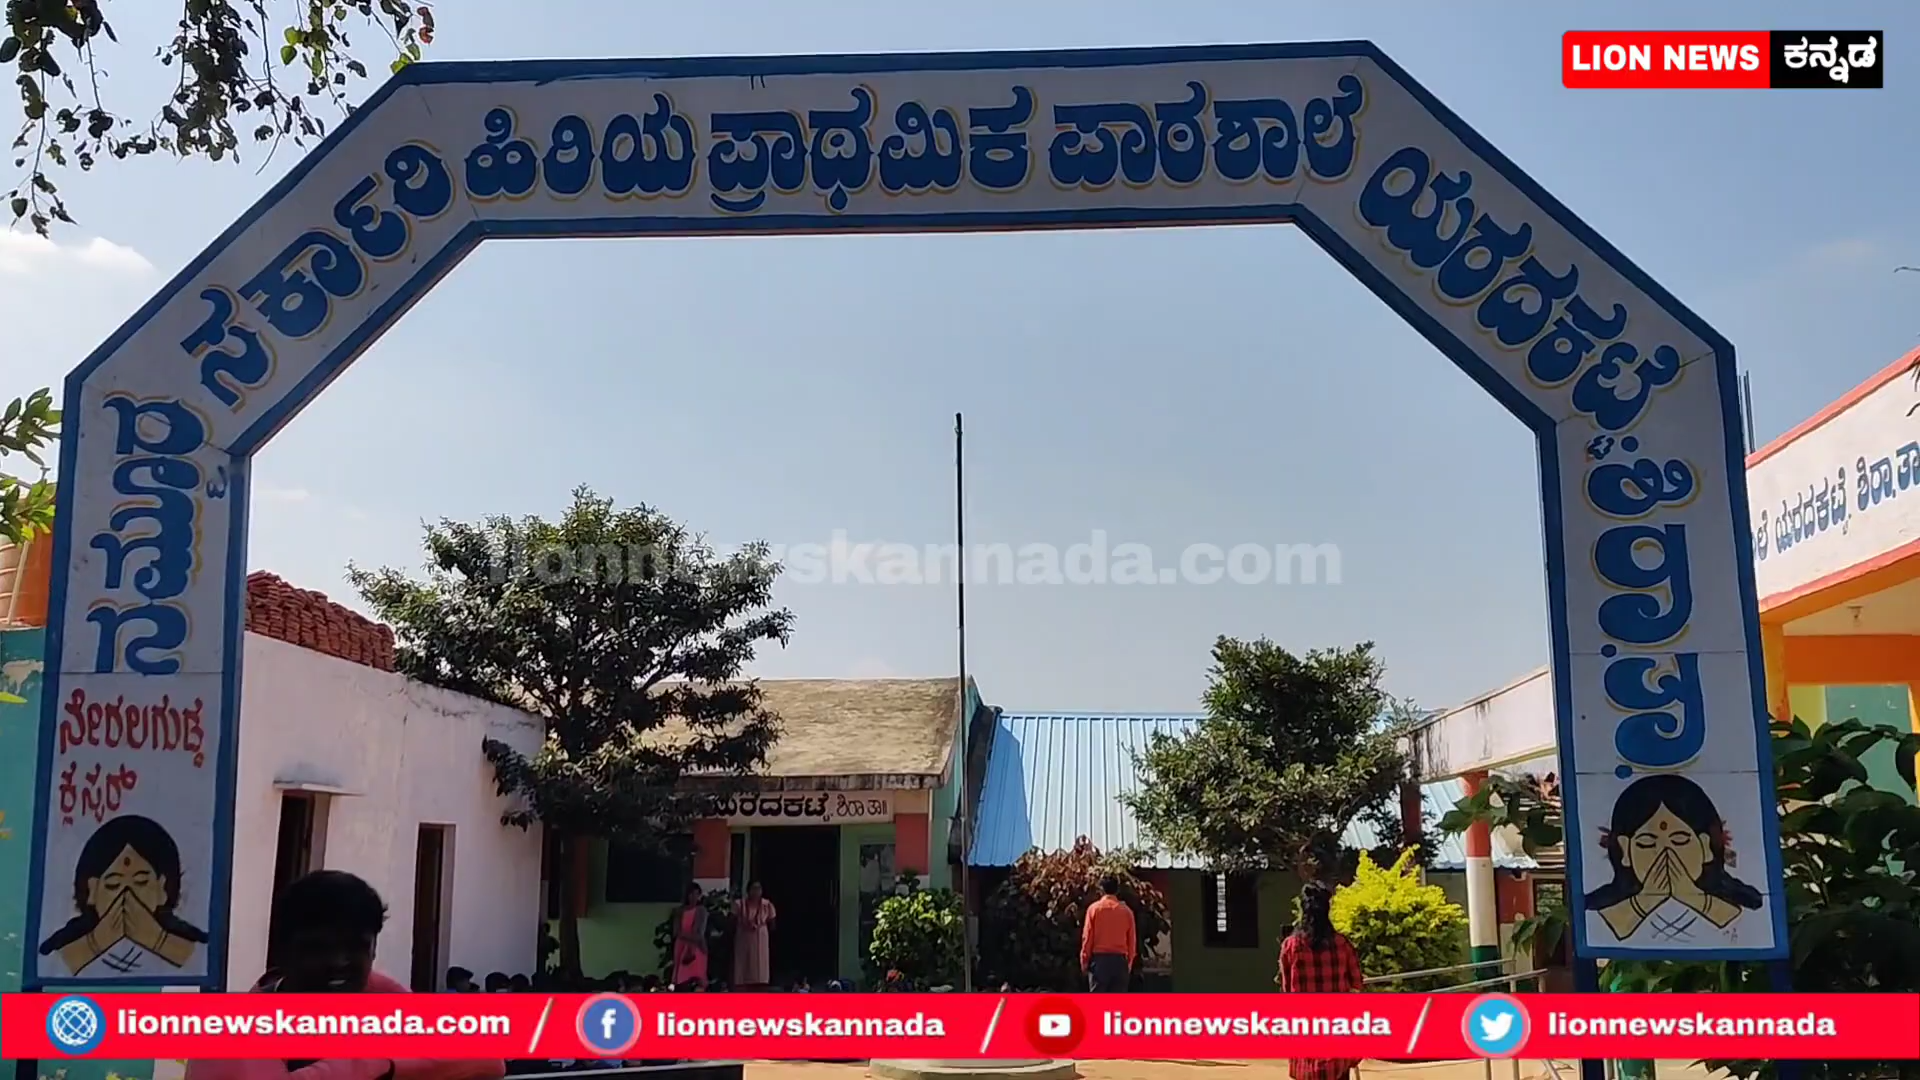 LION NEWS ಕನ್ನಡ
ನಮ್ಮೂರ ಸರ್ಕಾರಿ ಹಿರಿಯ ಪ್ರಾಥಮಿಕ ಪಾಠಶಾಲೆ ಯರದಕಟ್ಟೆ.
ನೇರಲಗುಡ್ಡ
ಕ್ಲಸ್ಟರ್
ಯರದಕಟ್ಟೆ. ಶಿರಾ.ತಾ
ಯರದಕಟ್ಟೆ. ಶಿರಾ ತಾ॥
lionnewskannada.com
lionnewskannada.com / lionnewskannada / lionnewskannada / lionnewskannada